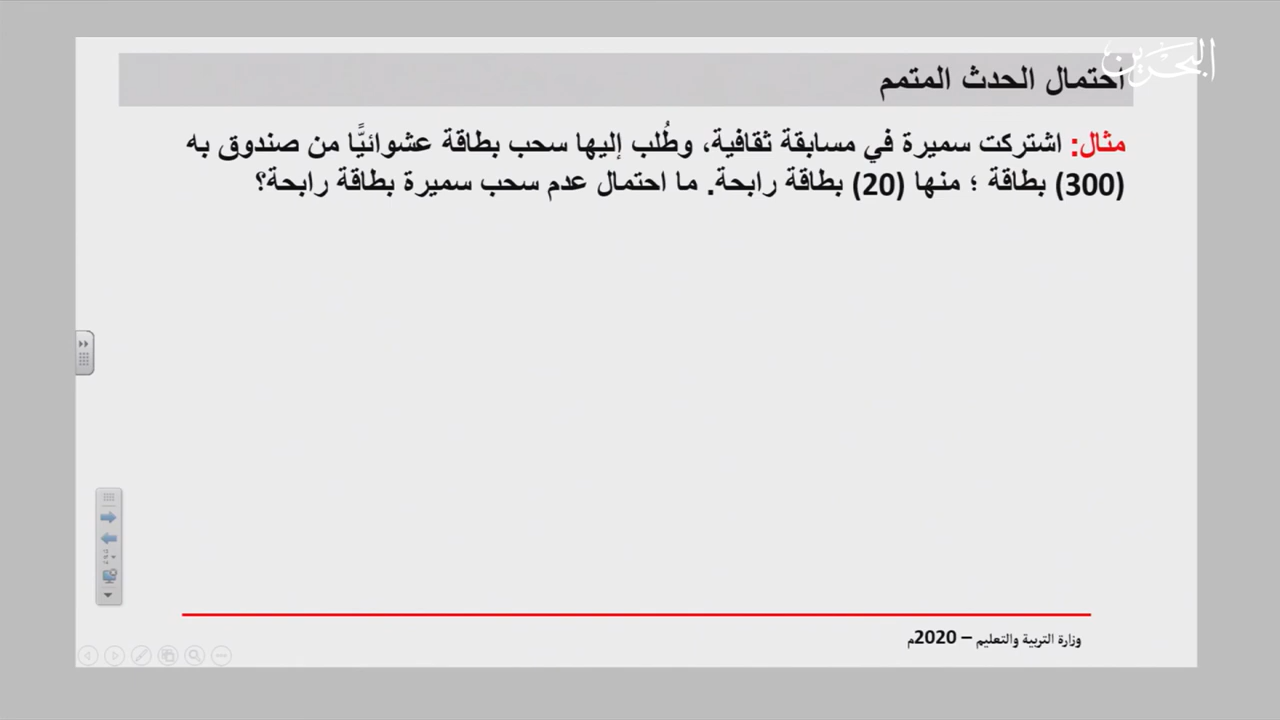 البحرين
احتمال الحدث المتمم
مثال: اشتركت سميرة في مسابقة ثقافية، وطُلب إليها سحب بطاقة عشوائيًّا من صندوق به
(300) بطاقة ؛ منها (20) بطاقة رابحة. ما احتمال عدم سحب سميرة بطاقة رابحة؟
وزارة التربية والتعليم – 2020م